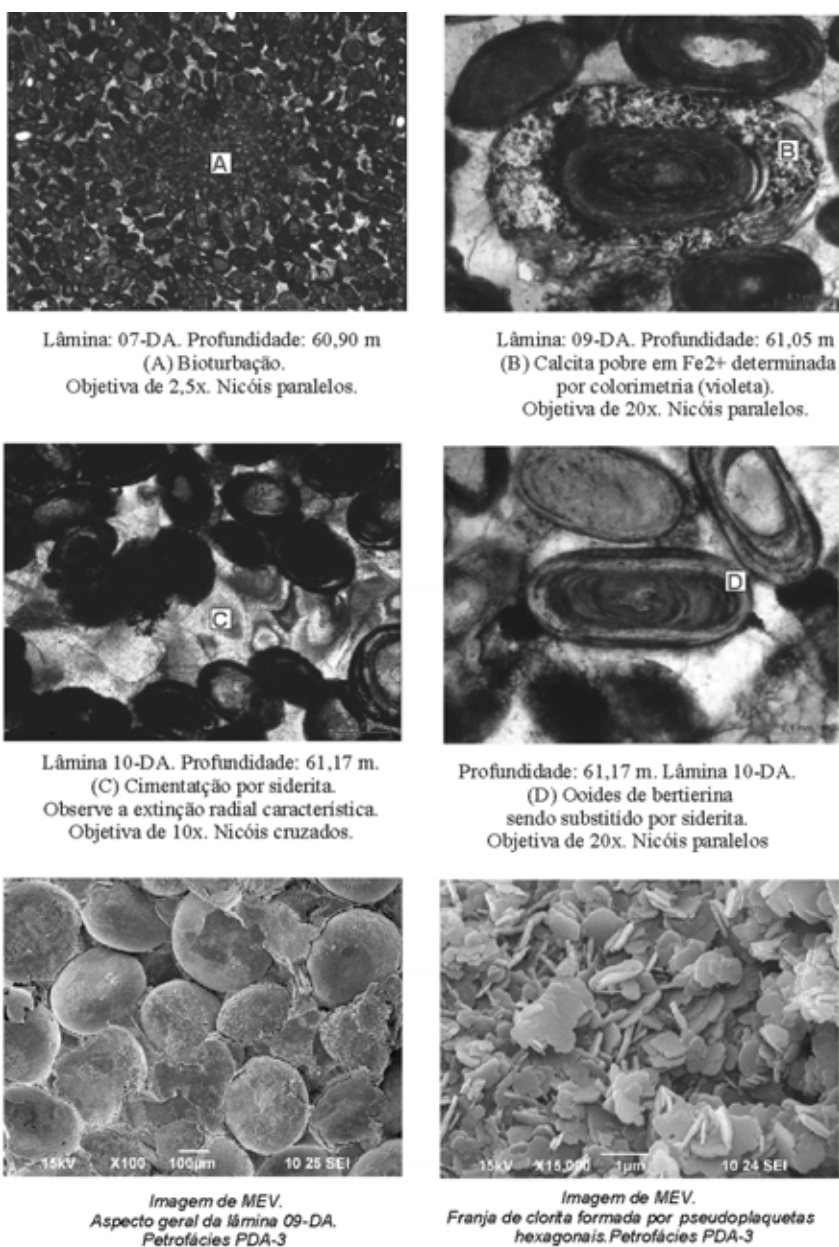 A
B
Lâmina: 07-DA. Profundidade: 60,90 m
(A) Bioturbação.
Objetiva de 2,5x. Nicóis paralelos.
Lâmina: 09-DA. Profundidade: 61,05 m
(B) Calcita pobre em Fe2+ determinada
por colorimetria (violeta).
Objetiva de 20x. Nicóis paralelos.
C
D
Lâmina 10-DA. Profundidade: 61,17 m.
(C) Cimentatção por siderita.
Observe a extinção radial característica.
Objetiva de 10x. Nicóis cruzados.
Profundidade: 61,17 m. Lâmina 10-DA.
(D) Ooides de bertierina
sendo substitído por siderita.
Objetiva de 20x. Nicóis paralelos
15kV X100 100µm 10 25 SEI
15kV X15,000 1µm 10 24 SEI
Imagem de MEV.
Aspecto geral da lâmina 09-DA.
Petrofácies PDA-3
Imagem de MEV.
Franja de clorita formada por pseudoplaquetas
hexagonais.Petrofácies PDA-3